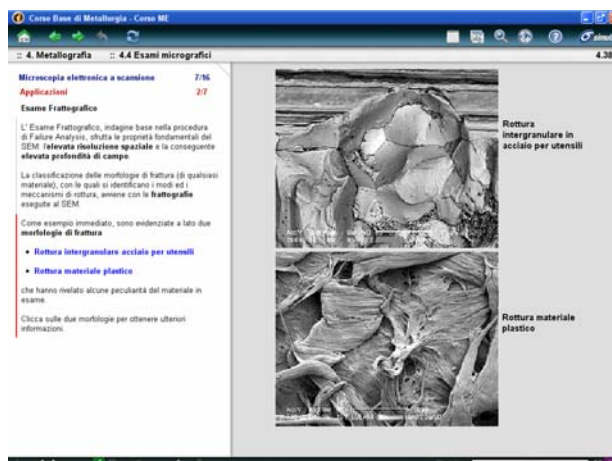 Corso Base di Metallurgia - Corso ME
:: 4. Metallografia :: 4.4 Esami micrografici 4.38
Microscopia elettronica a scansione 7/16
Applicazioni 2/7
Esame Frattografico
L' Esame Frattografico, indagine base nella procedura
di Failure Analysis, sfrutta le proprietà fondamentali del
SEM: l'elevata risoluzione spaziale e la conseguente
elevata profondità di campo.
La classificazione delle morfologie di frattura (di qualsiasi
materiale), con le quali si identificano i modi ed i
meccanismi di rottura, avviene con le frattografie
eseguite al SEM.
Come esempio immediato, sono evidenziate a lato due
morfologie di frattura
• Rottura intergranulare acciaio per utensili
• Rottura materiale plastico
che hanno rivelato alcune peculiarità del materiale in
esame.
Clicca sulle due morfologie per ottenere ulteriori
informazioni.
Rottura
intergranulare in
acciaio per utensili
Rottura materiale
plastico